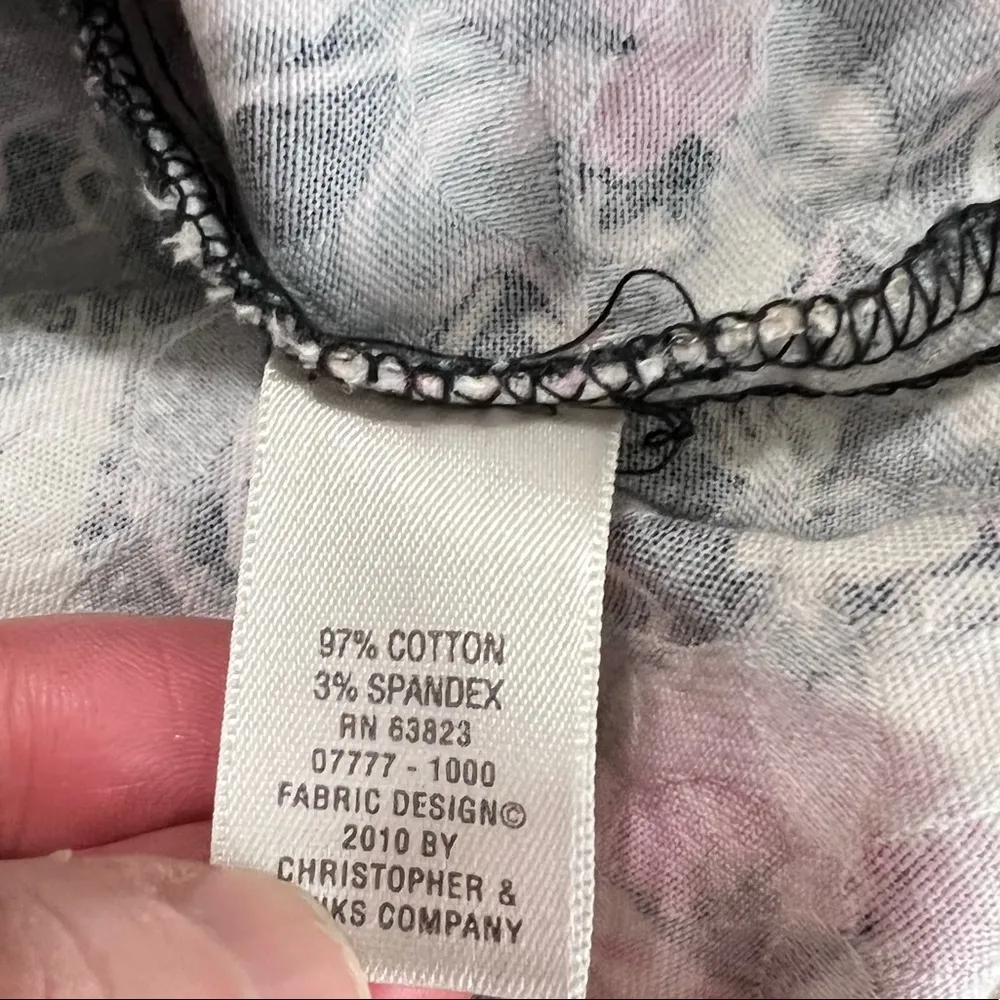 97% COTTON
3% SPANDEX
RN 63823
07777 - 1000
FABRIC DESIGN©
2010 BY
CHRISTOPHER &
COMPANY